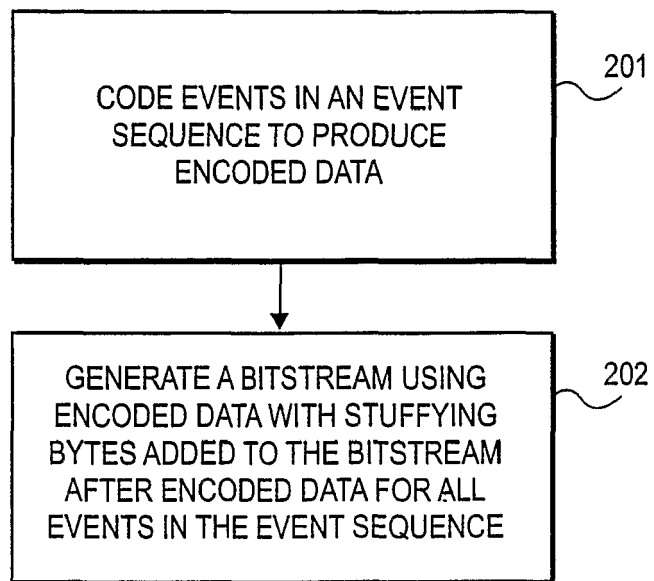 CODE EVENTS IN AN EVENT
SEQUENCE TO PRODUCE
ENCODED DATA
201
GENERATE A BITSTREAM USING
ENCODED DATA WITH STUFFYING
BYTES ADDED TO THE BITSTREAM
AFTER ENCODED DATA FOR ALL
EVENTS IN THE EVENT SEQUENCE
202